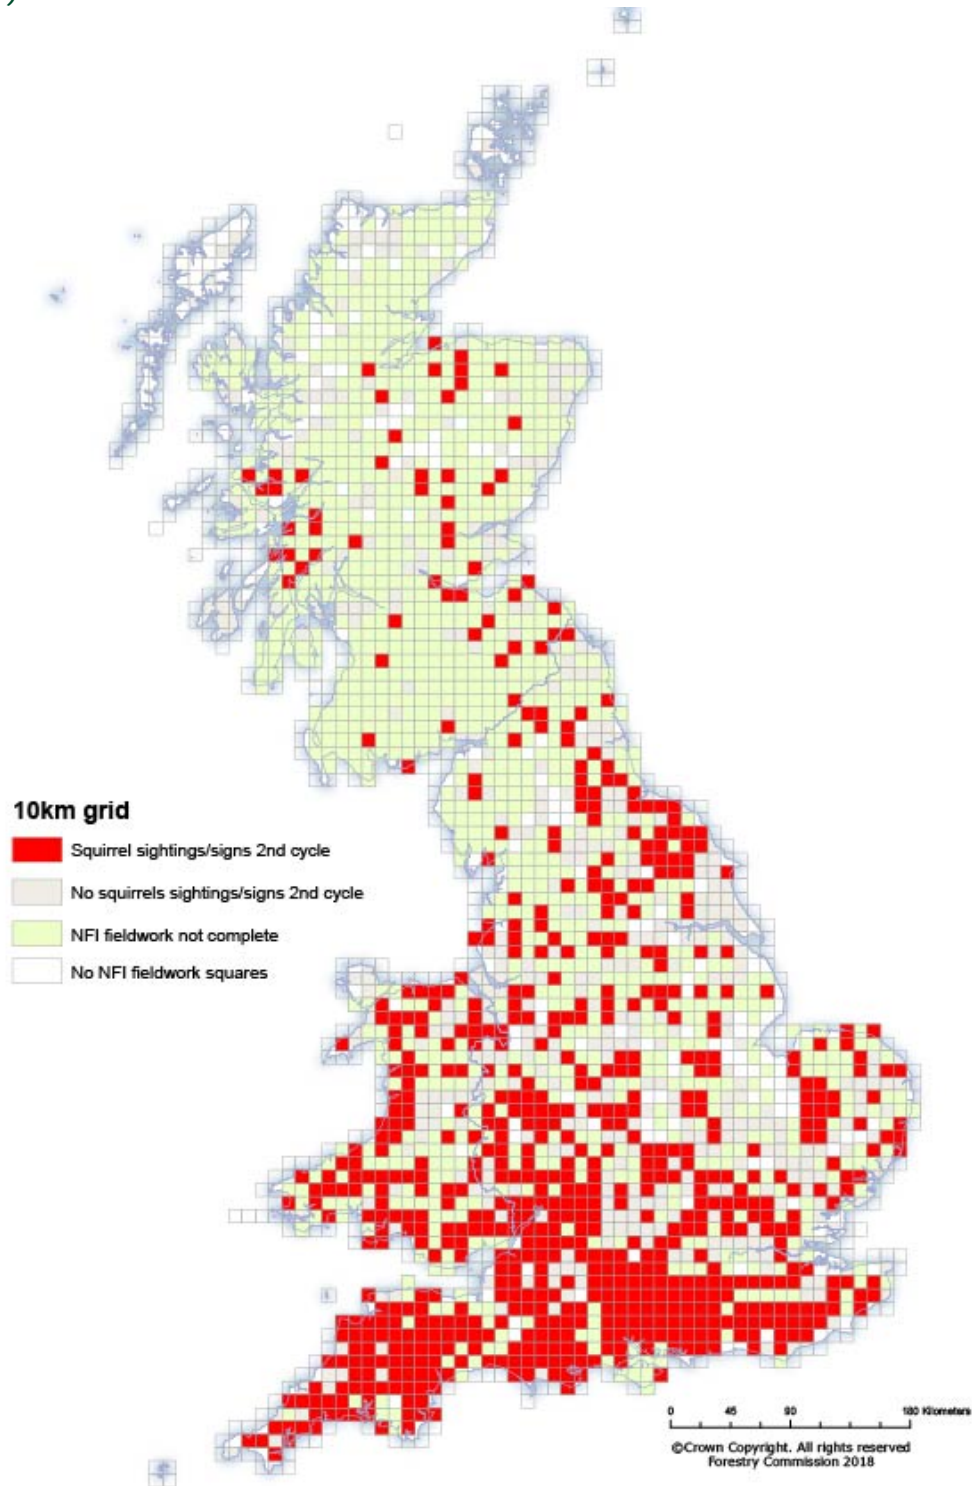 10km grid
Squirrel sightings/signs 2nd cycle
No squirrels sightings/signs 2nd cycle
NFI fieldwork not complete
No NFI fieldwork squares
0 45 90 180 Kilometers
©Crown Copyright. All rights reserved
Forestry Commission 2018